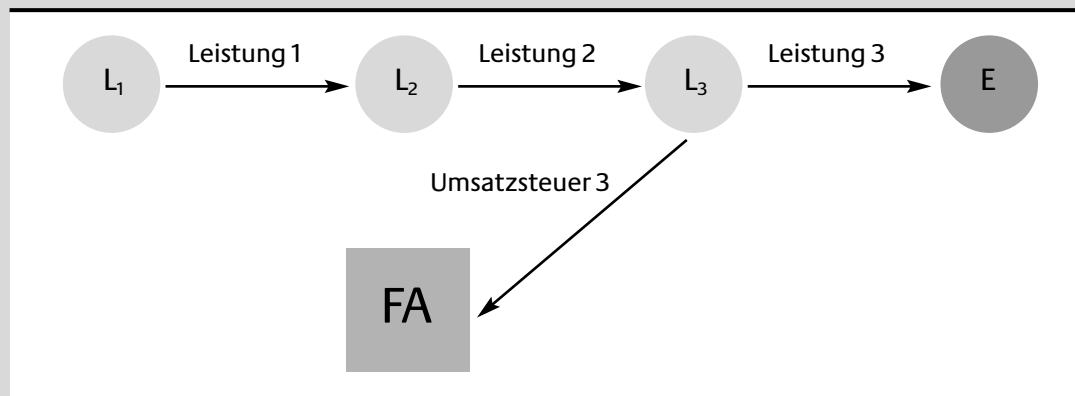 Leistung 1
Leistung 2
Leistung 3
L₁
L₂
L₃
E
Umsatzsteuer 3
FA